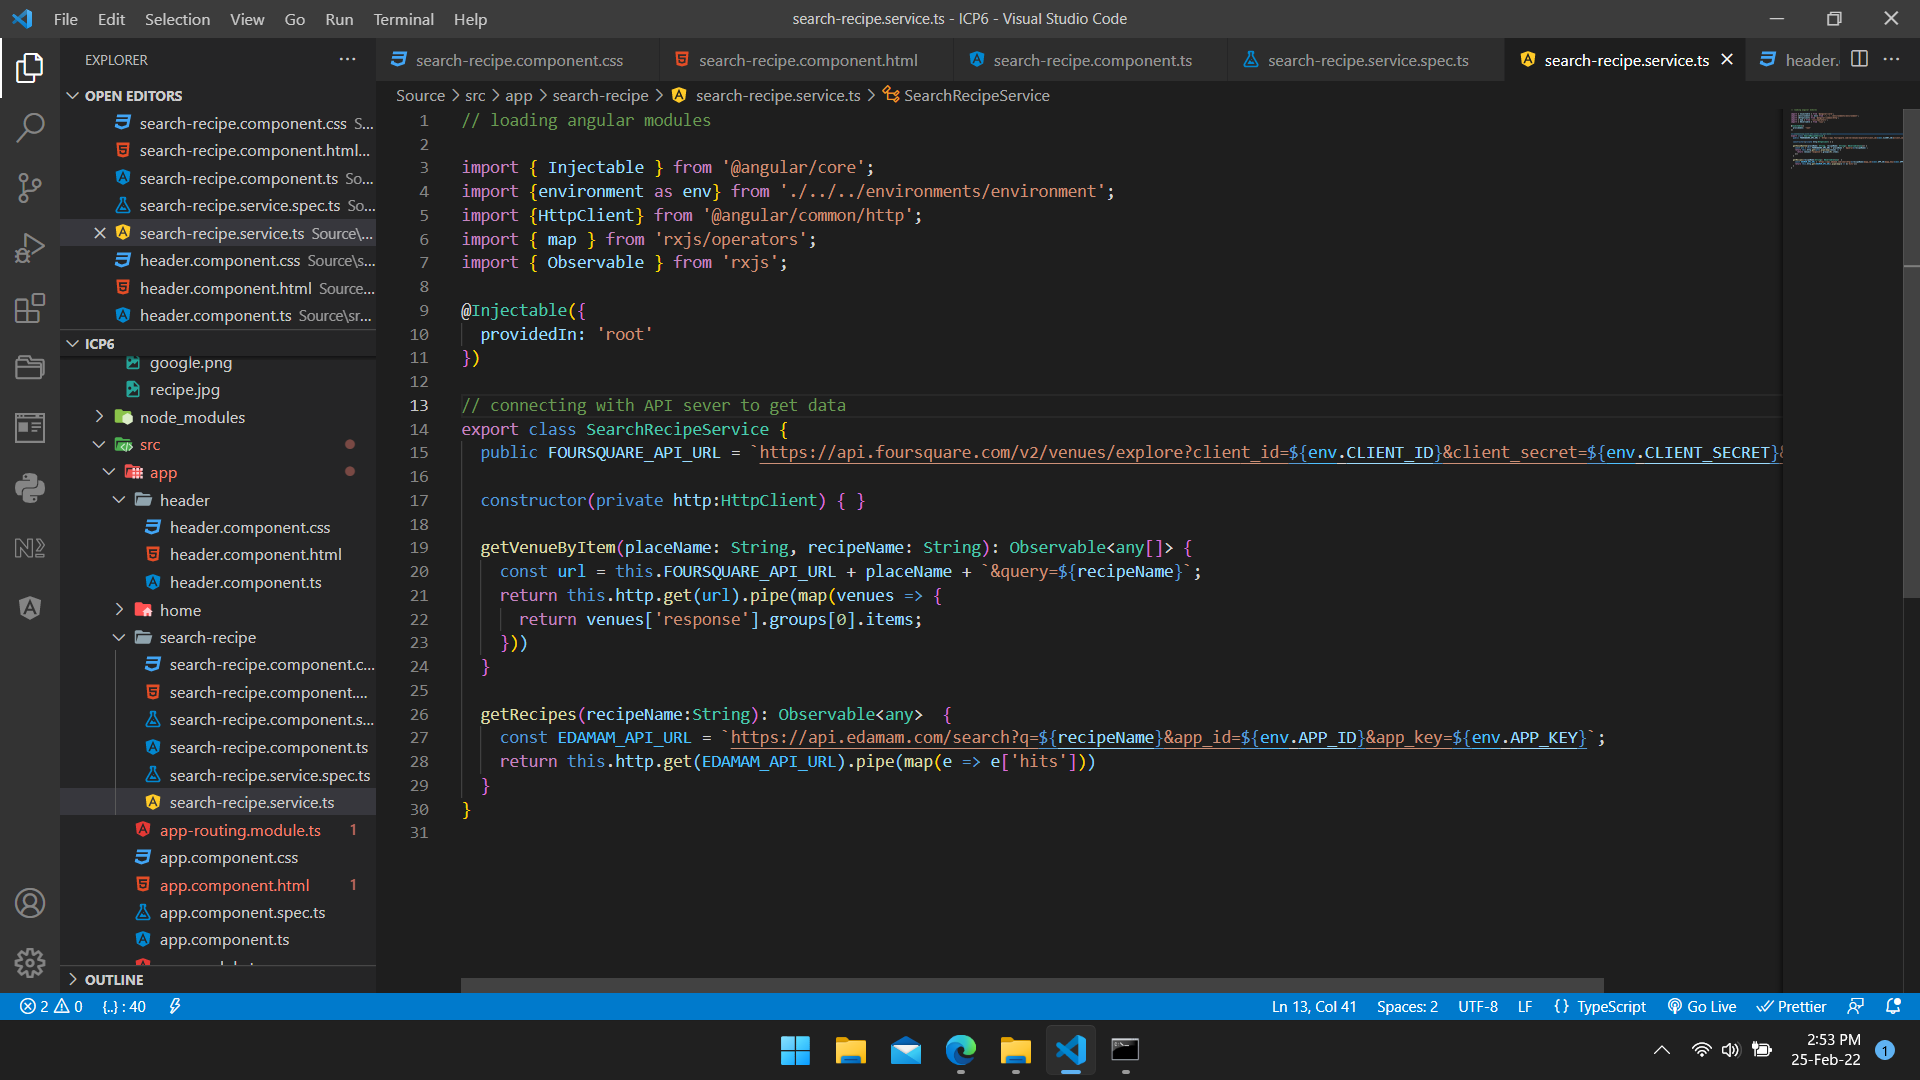 File Edit Selection View Go Run Terminal Help
search-recipe.service.ts - ICP6 - Visual Studio Code
EXPLORER
search-recipe.component.css search-recipe.component.html search-recipe.component.ts search-recipe.service.spec.ts search-recipe.service.ts header.
OPEN EDITORS
search-recipe.component.css S...
search-recipe.component.html...
search-recipe.component.ts So...
search-recipe.service.spec.ts So...
search-recipe.service.ts Source\...
header.component.css Source\s...
header.component.html Source...
header.component.ts Source\sr...
ICP6
google.png
recipe.jpg
node_modules
src
app
header
header.component.css
header.component.html
header.component.ts
home
search-recipe
search-recipe.component.c...
search-recipe.component....
search-recipe.component.s...
search-recipe.component.ts
search-recipe.service.spec.ts
search-recipe.service.ts
app-routing.module.ts 1
app.component.css
app.component.html 1
app.component.spec.ts
app.component.ts
OUTLINE
Source > src > app > search-recipe > search-recipe.service.ts > SearchRecipeService
1 // loading angular modules
2
3 import { Injectable } from '@angular/core';
4 import {environment as env} from './../../environments/environment';
5 import {HttpClient} from '@angular/common/http';
6 import { map } from 'rxjs/operators';
7 import { Observable } from 'rxjs';
8
9 @Injectable({
10 providedIn: 'root'
11 })
12
13 // connecting with API sever to get data
14 export class SearchRecipeService {
15 public FOURSQUARE_API_URL = `https://api.foursquare.com/v2/venues/explore?client_id=${env.CLIENT_ID}&client_secret=${env.CLIENT_SECRET}&
16
17 constructor(private http:HttpClient) { }
18
19 getVenueByItem(placeName: String, recipeName: String): Observable<any[]> {
20 const url = this.FOURSQUARE_API_URL + placeName + `&query=${recipeName}`;
21 return this.http.get(url).pipe(map(venues => {
22 return venues['response'].groups[0].items;
23 }))
24 }
25
26 getRecipes(recipeName:String): Observable<any>  {
27 const EDAMAM_API_URL = `https://api.edamam.com/search?q=${recipeName}&app_id=${env.APP_ID}&app_key=${env.APP_KEY}`;
28 return this.http.get(EDAMAM_API_URL).pipe(map(e => e['hits']))
29 }
30 }
31
2 0 {..} : 40 Ln 13, Col 41 Spaces: 2 UTF-8 LF {} TypeScript Go Live Prettier
2:53 PM
25-Feb-22 1